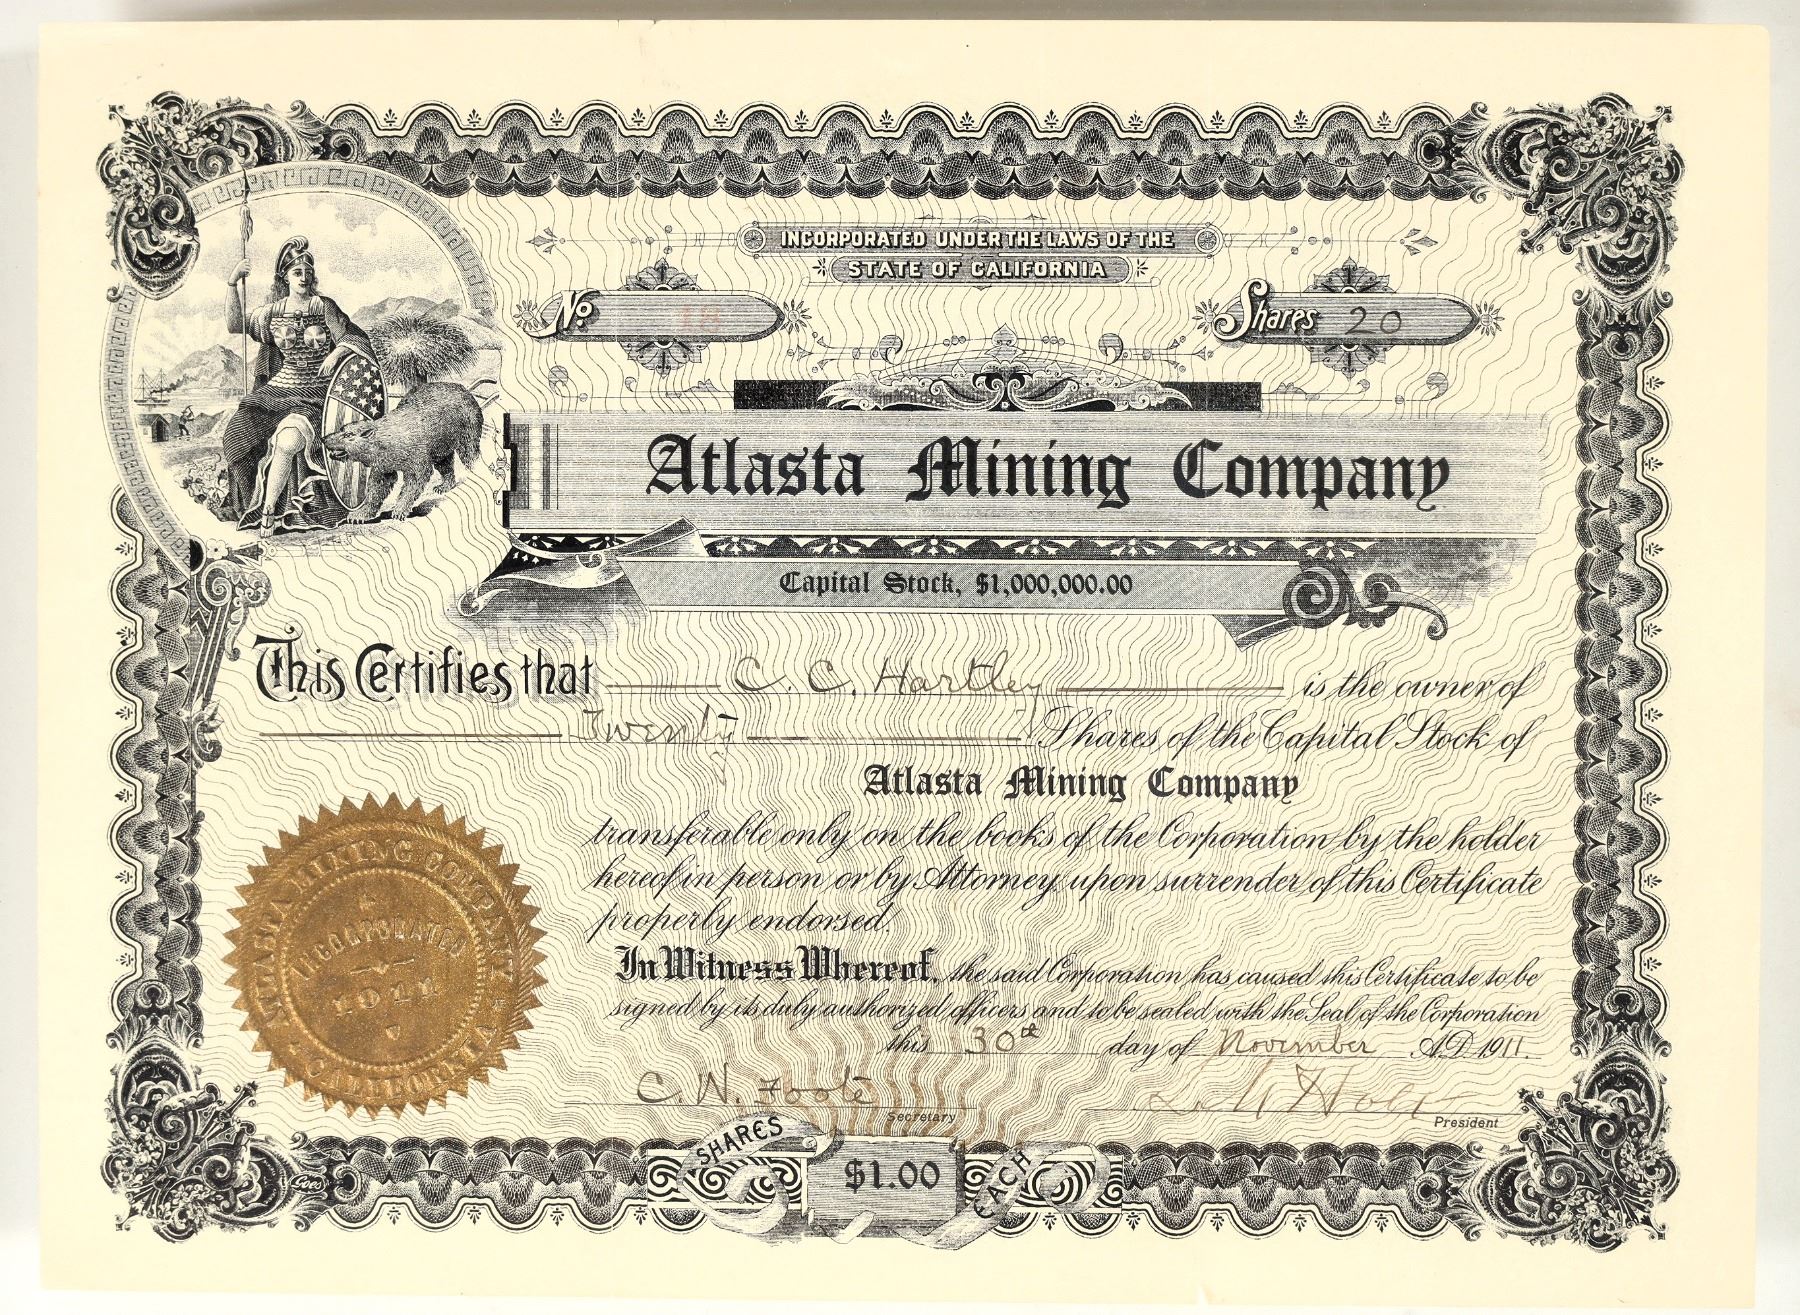 INCORPORATED UNDER THE LAWS OF THE
STATE OF CALIFORNIA
No. 18
Shares 20
Atlasta Mining Company
Capital Stock, $1,000,000.00
This Certifies that C. C. Hartley is the owner of
Twenty Shares of the Capital Stock of
Atlasta Mining Company
transferable only on the books of the Corporation by the holder
hereof in person or by Attorney, upon surrender of this Certificate
properly endorsed.
In Witness Whereof, the said Corporation has caused this Certificate to be
signed by its duly authorized officers and to be sealed with the Seal of the Corporation
this 30th day of November A.D. 1911.
ATLASTA MINING COMPANY
INCORPORATED
1911
CALIFORNIA
C. N. Foote
Secretary
President
SHARES $1.00 EACH
Goes